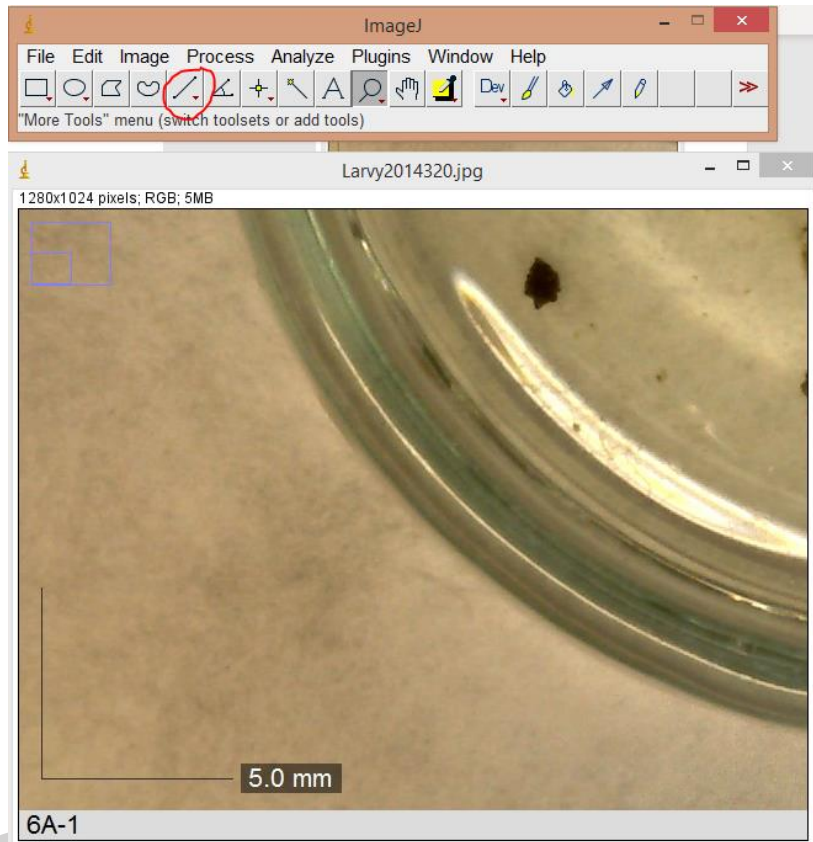 ImageJ
File Edit Image Process Analyze Plugins Window Help
A Dev
"More Tools" menu (switch toolsets or add tools)
Larvy2014320.jpg
1280x1024 pixels; RGB; 5MB
5.0 mm
6A-1